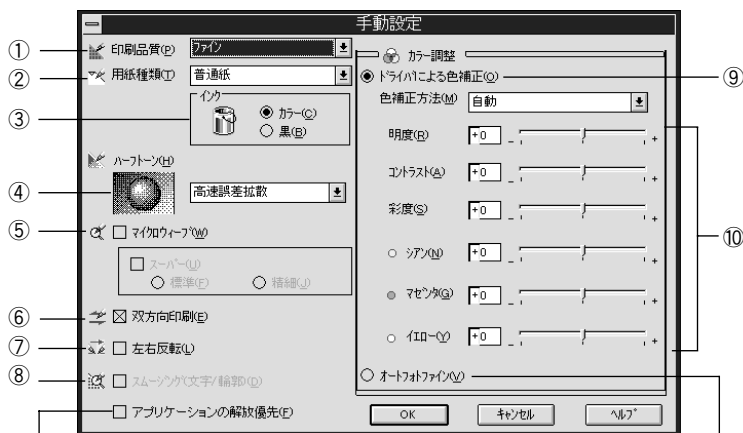 手動設定
① 印刷品質(P) ファイン
② 用紙種類(T) 普通紙
③ インク
カラー(C)
黒(B)
ハーフトーン(H)
④ 高速誤差拡散
⑤ マイクロウィーブ(W)
スーパー(U)
標準(F) 精細(J)
⑥ 双方向印刷(E)
⑦ 左右反転(L)
⑧ スムージング(文字/輪郭)(D)
アプリケーションの解放優先(F)
カラー調整
ドライバによる色補正(O) ⑨
色補正方法(M) 自動
明度(R) +0 - +
コントラスト(A) +0 - +
彩度(S) +0 - +
⑩
シアン(N) +0 - +
マゼンタ(G) +0 - +
イエロー(Y) +0 - +
オートフォトファイン(V)
OK キャンセル ヘルプ